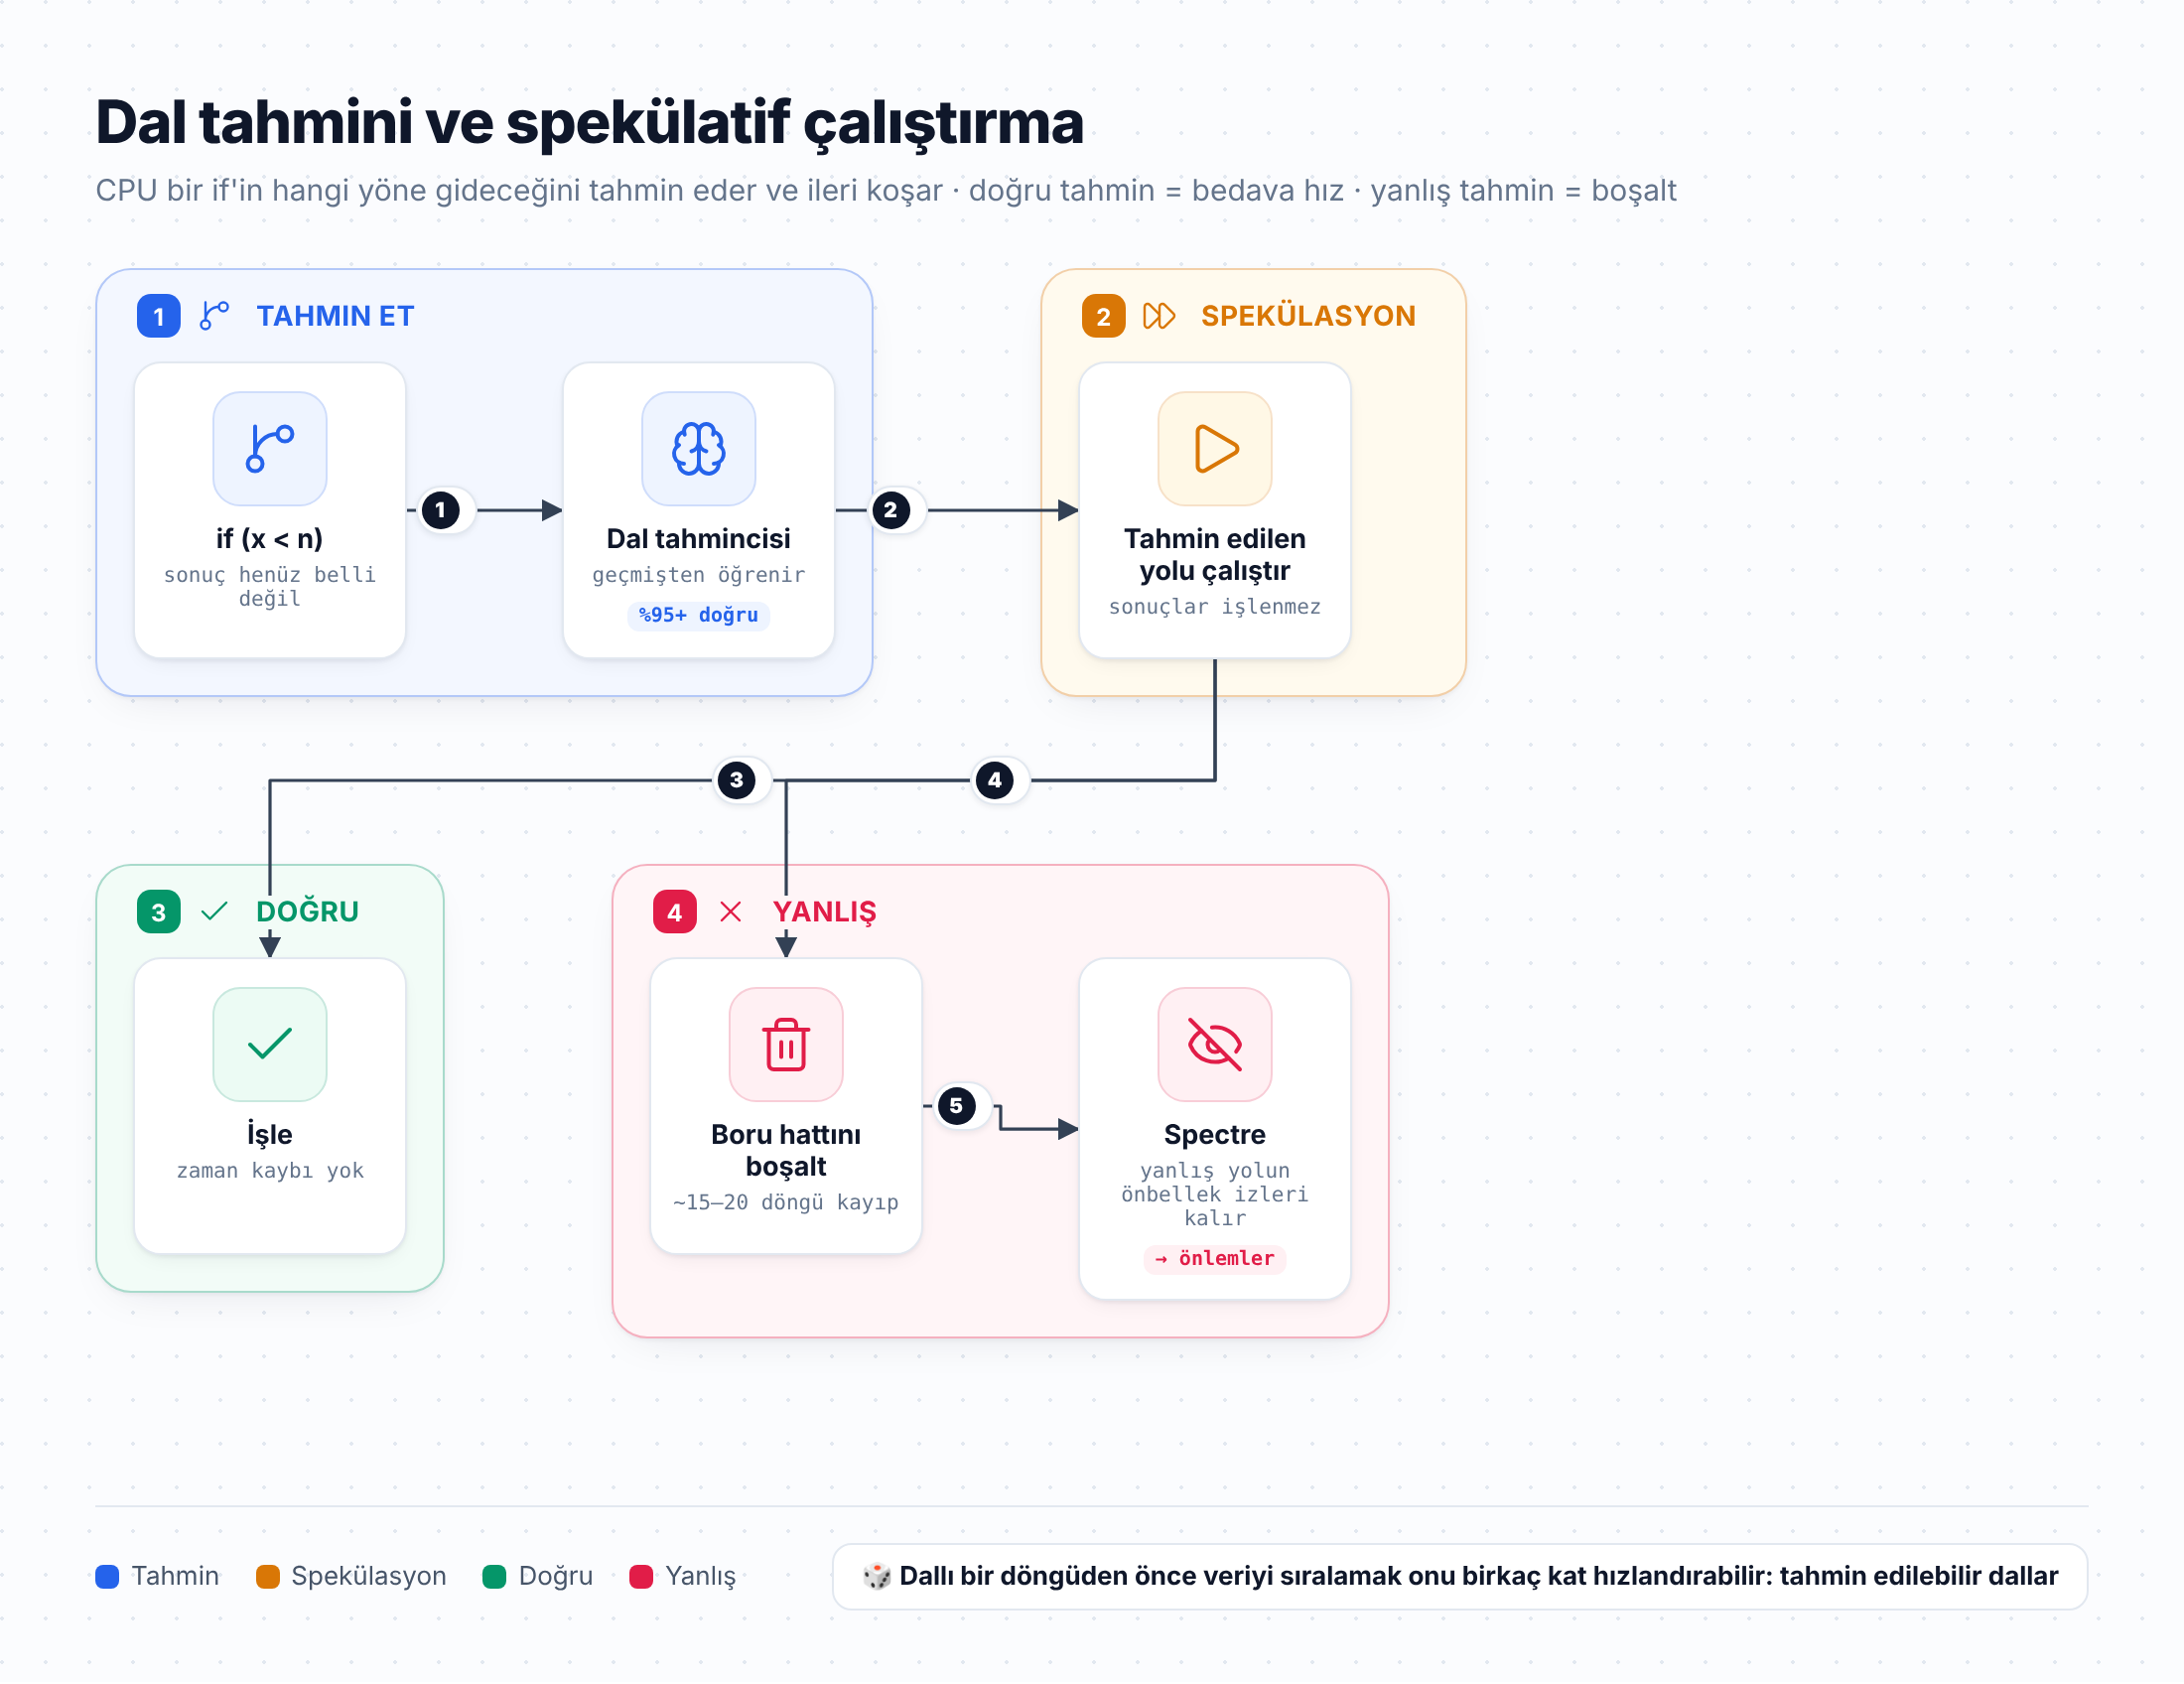 Dal tahmini ve spekülatif çalıştırma
CPU bir if'in hangi yöne gideceğini tahmin eder ve ileri koşar · doğru tahmin = bedava hız · yanlış tahmin = boşalt
1 TAHMIN ET
if (x < n)
sonuç henüz belli
değil
1
Dal tahmincisi
geçmişten öğrenir
%95+ doğru
2
2 SPEKÜLASYON
Tahmin edilen
yolu çalıştır
sonuçlar işlenmez
3
4
3 DOĞRU
İşle
zaman kaybı yok
4 YANLIŞ
Boru hattını
boşalt
~15–20 döngü kayıp
5
Spectre
yanlış yolun
önbellek izleri
kalır
→ önlemler
Tahmin
Spekülasyon
Doğru
Yanlış
🎲 Dallı bir döngüden önce veriyi sıralamak onu birkaç kat hızlandırabilir: tahmin edilebilir dallar